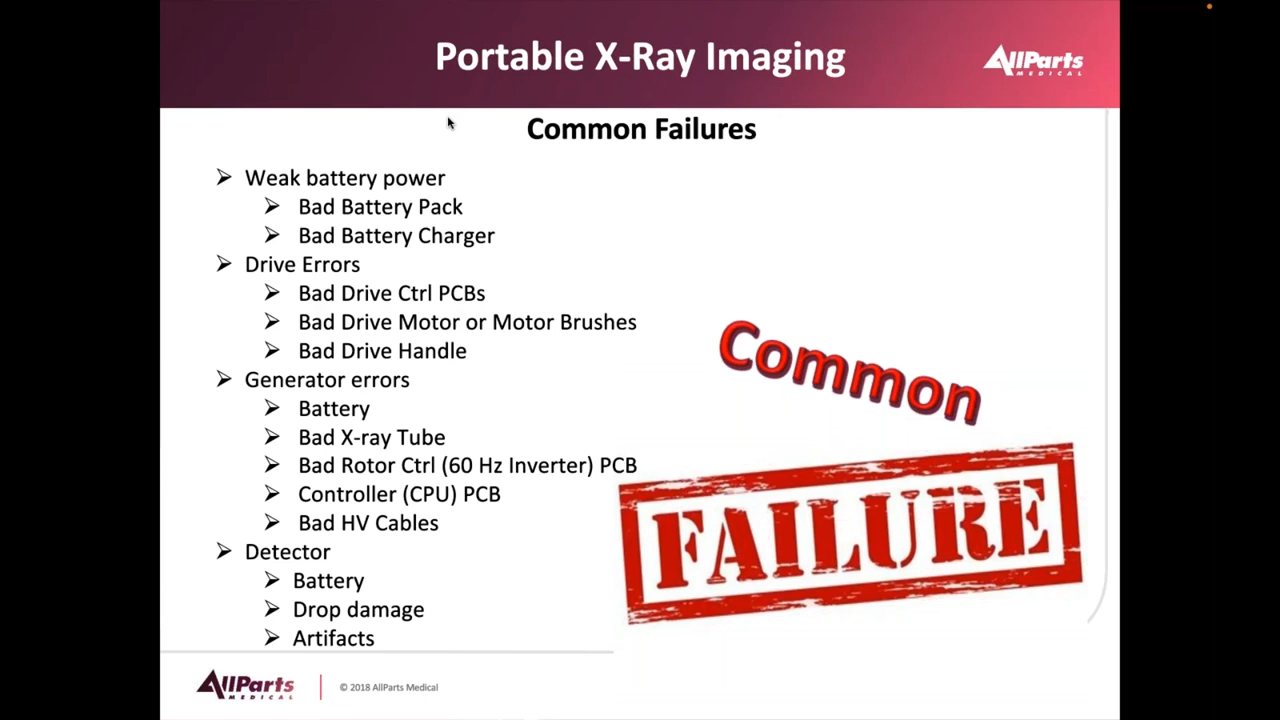 Portable X-Ray Imaging
AllParts
MEDICAL
Common Failures
Weak battery power
Bad Battery Pack
Bad Battery Charger
Drive Errors
Bad Drive Ctrl PCBs
Bad Drive Motor or Motor Brushes
Bad Drive Handle
Generator errors
Battery
Bad X-ray Tube
Bad Rotor Ctrl (60 Hz Inverter) PCB
Controller (CPU) PCB
Bad HV Cables
Detector
Battery
Drop damage
Artifacts
Common
FAILURE
AllParts
MEDICAL
© 2018 AllParts Medical